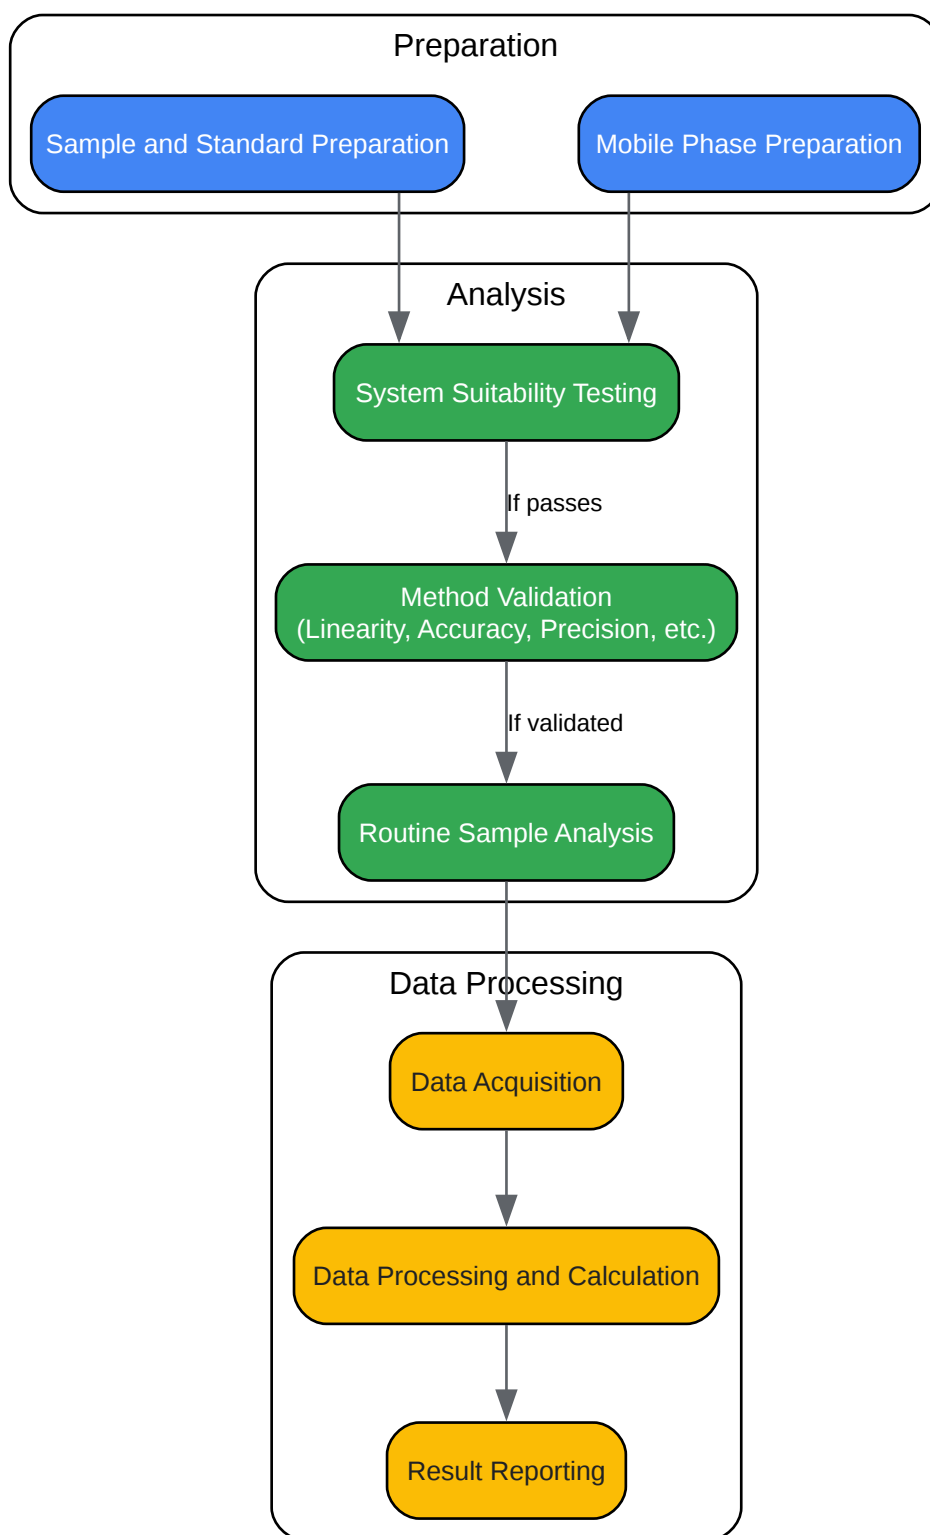 Preparation
Sample and Standard Preparation
Mobile Phase Preparation
Analysis
System Suitability Testing
If passes
Method Validation
(Linearity, Accuracy, Precision, etc.)
If validated
Routine Sample Analysis
Data Processing
Data Acquisition
Data Processing and Calculation
Result Reporting